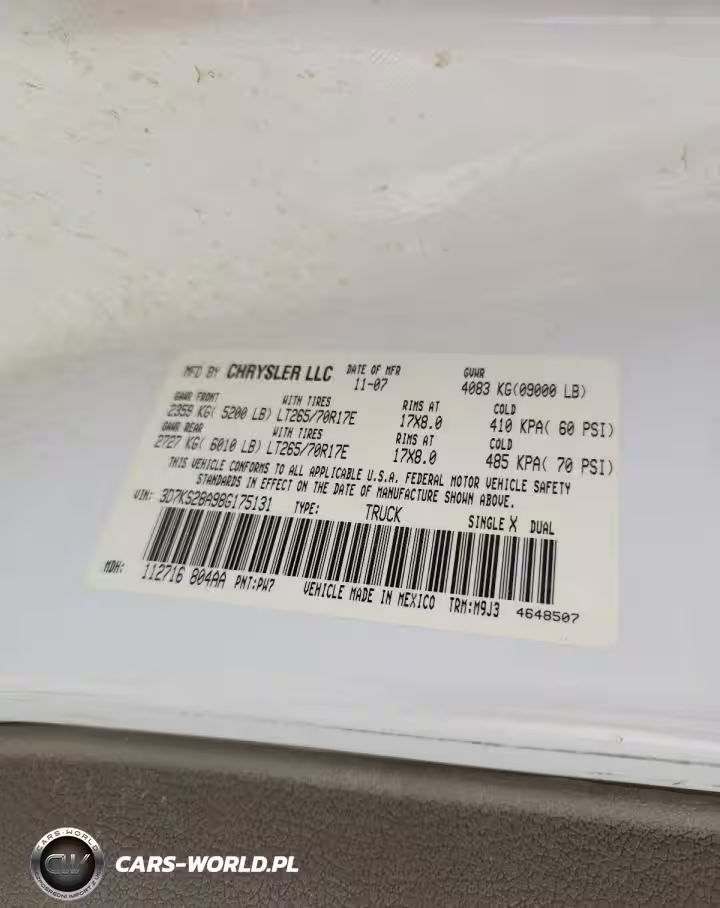 MFD BY CHRYSLER LLC DATE OF MFR 11-07 GVWR 4083 KG(09000 LB)
GAWR FRONT WITH TIRES RIMS AT COLD
2359 KG( 5200 LB) LT265/70R17E 17X8.0 410 KPA( 60 PSI)
GAWR REAR WITH TIRES RIMS AT COLD
2727 KG( 6010 LB) LT265/70R17E 17X8.0 485 KPA( 70 PSI)
THIS VEHICLE CONFORMS TO ALL APPLICABLE U.S.A. FEDERAL MOTOR VEHICLE SAFETY
STANDARDS IN EFFECT ON THE DATE OF MANUFACTURE SHOWN ABOVE.
VIN: 3D7KS28A98G175131 TYPE: TRUCK SINGLE X DUAL
MDH: 112716 804AA PNT:PW7 VEHICLE MADE IN MEXICO TRM:M9J3 4648507
CARS-WORLD
CW
CARS-WORLD.PL